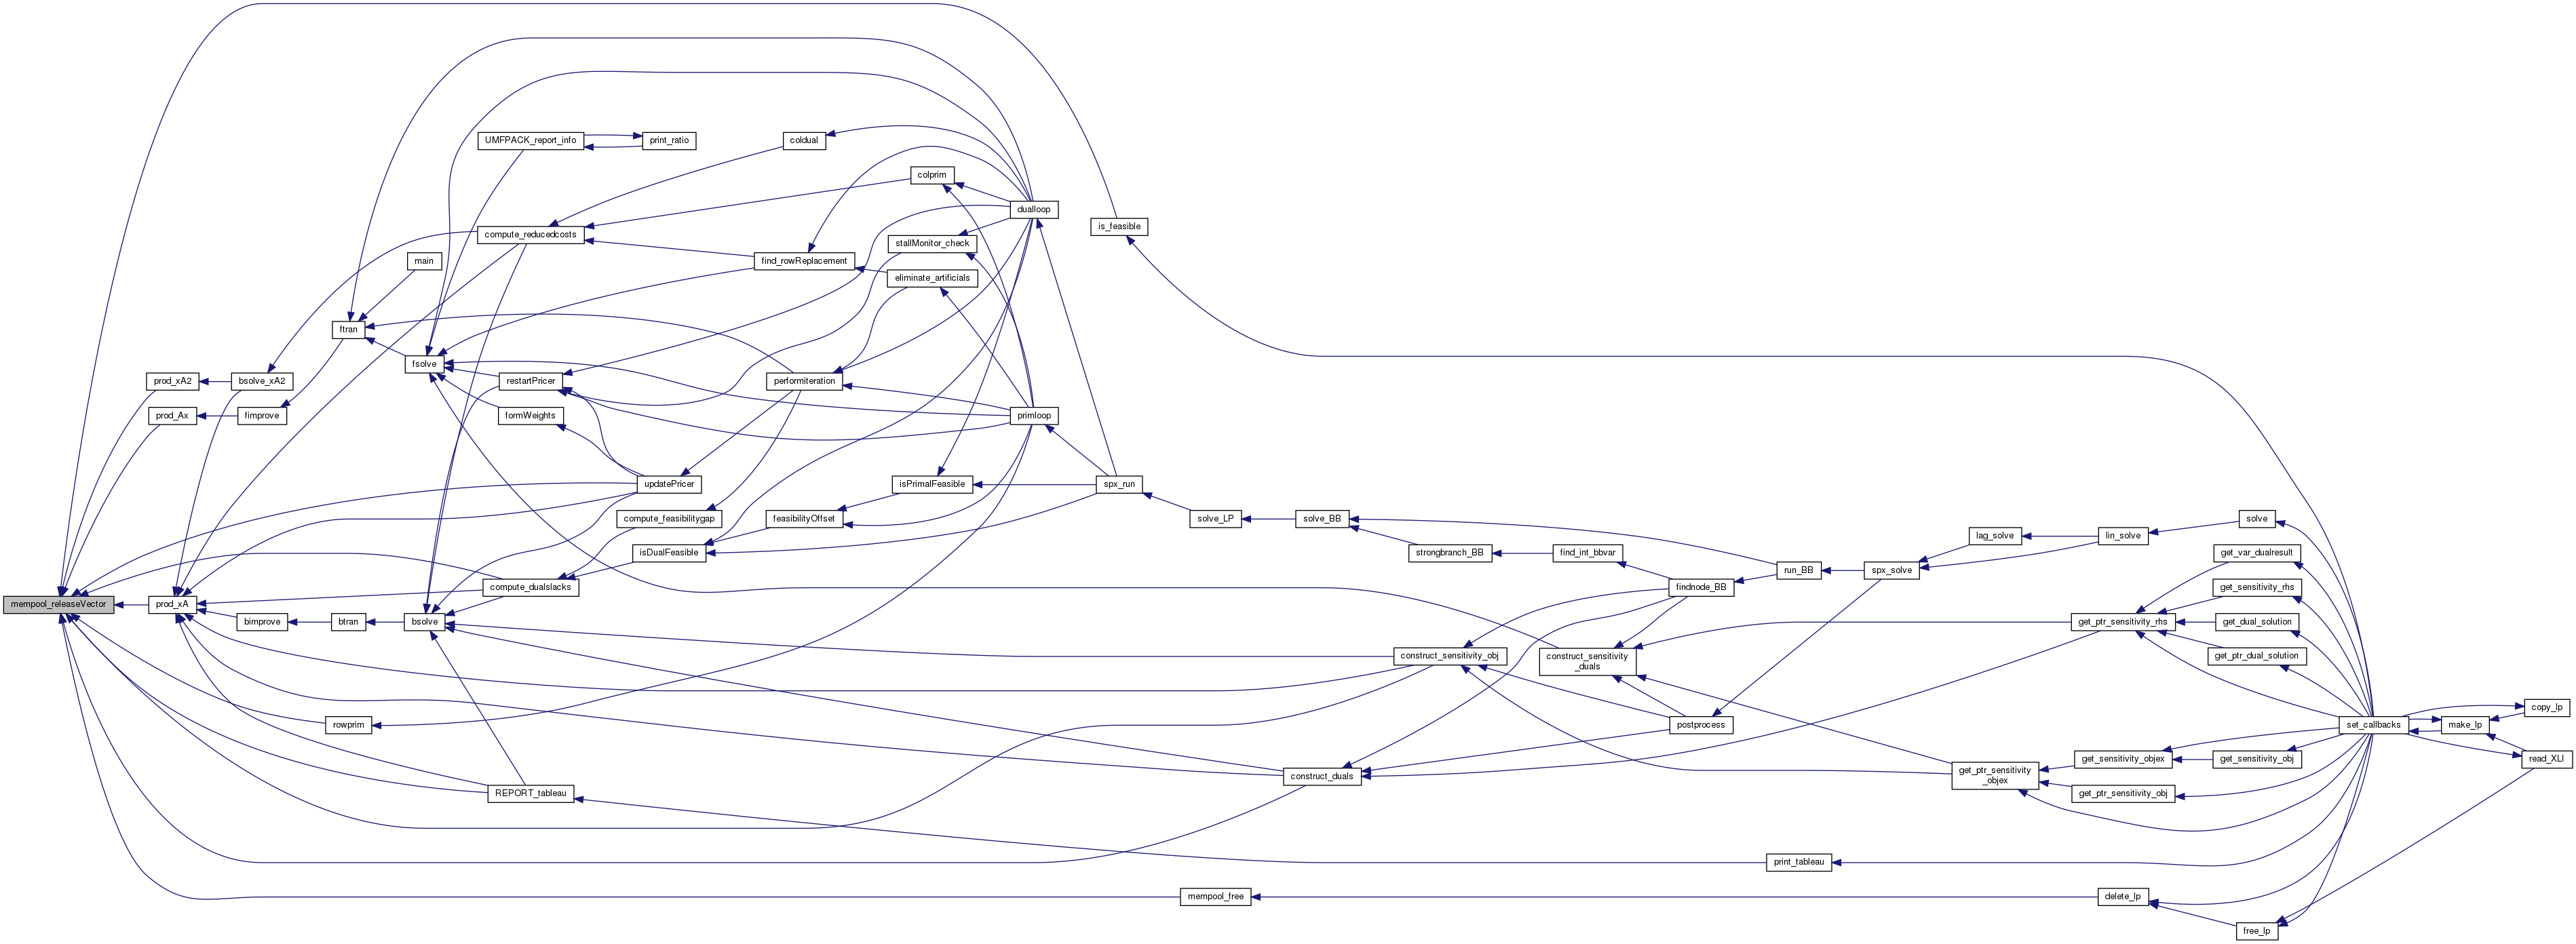 mempool_releaseVector
prod_xA2
prod_Ax
prod_xA
bsolve_xA2
fimprove
bimprove
ftran
main
btran
rowprim
fsolve
bsolve
UMFPACK_report_info
print_ratio
compute_reducedcosts
restartPricer
formWeights
updatePricer
compute_feasibilitygap
isDualFeasible
compute_dualslacks
REPORT_tableau
coldual
find_rowReplacement
performiteration
feasibilityOffset
colprim
stallMonitor_check
eliminate_artificials
isPrimalFeasible
dualloop
primloop
is_feasible
spx_run
solve_LP
solve_BB
mempool_free
construct_sensitivity_obj
construct_duals
strongbranch_BB
find_int_bbvar
construct_sensitivity
_duals
findnode_BB
postprocess
run_BB
print_tableau
spx_solve
lag_solve
get_ptr_sensitivity
_objex
lin_solve
get_ptr_sensitivity_rhs
get_sensitivity_objex
get_ptr_sensitivity_obj
delete_lp
solve
get_var_dualresult
get_sensitivity_rhs
get_dual_solution
get_ptr_dual_solution
get_sensitivity_obj
free_lp
set_callbacks
make_lp
copy_lp
read_XLI